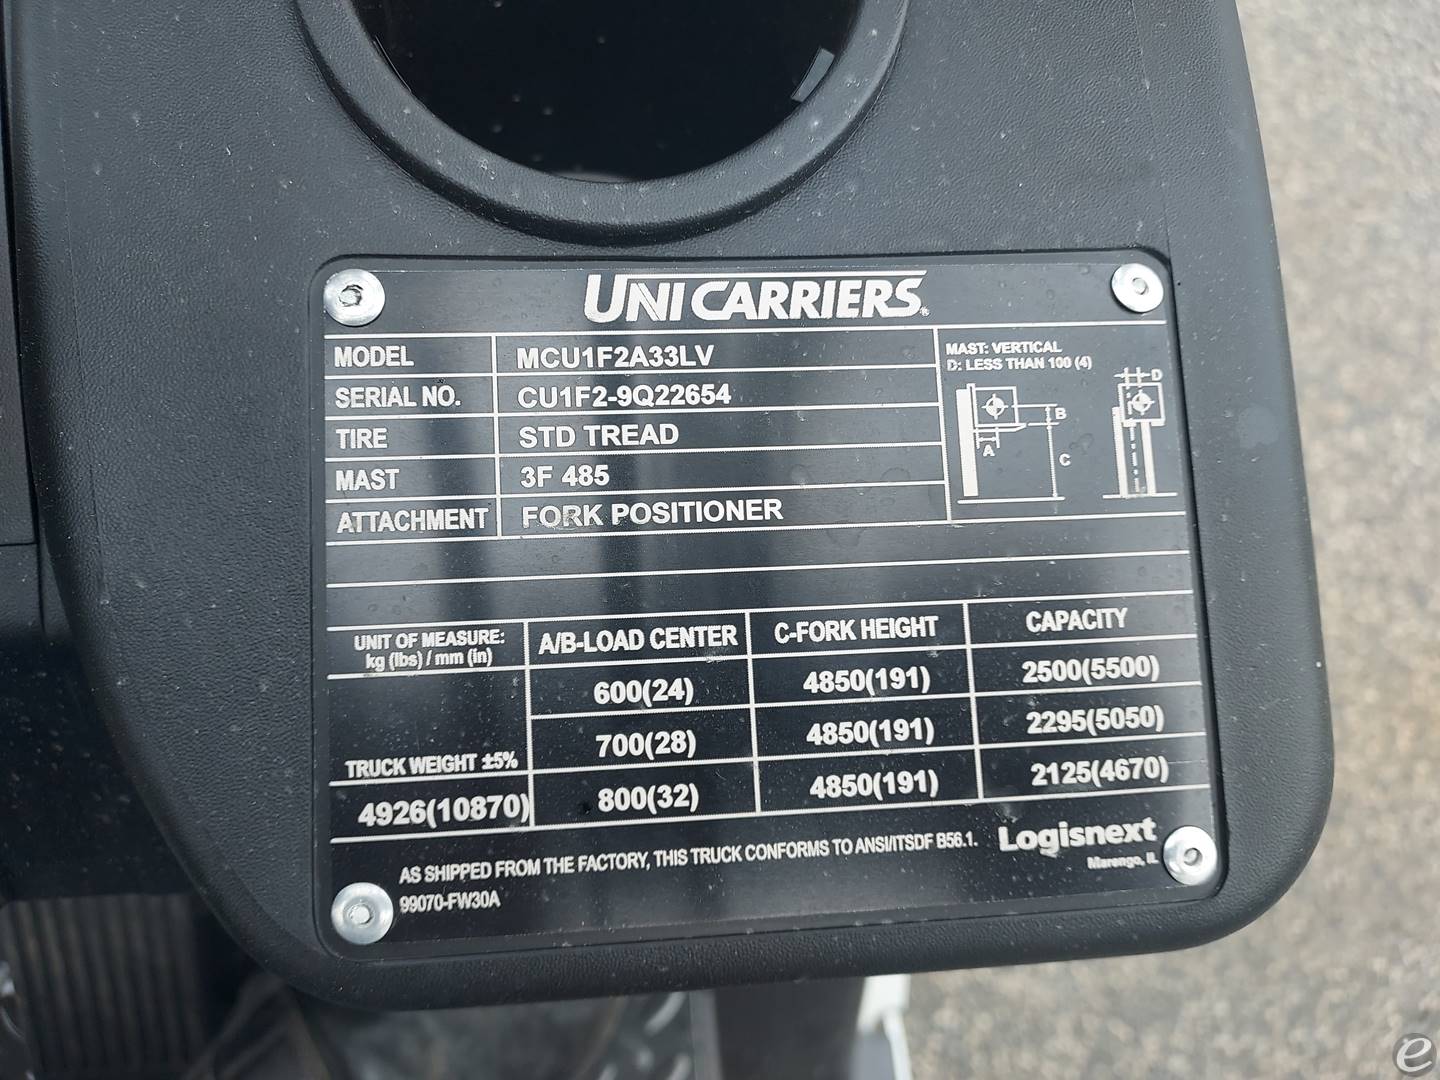 UNICARRIERS®
MODEL MCU1F2A33LV
SERIAL NO. CU1F2-9Q22654
TIRE STD TREAD
MAST 3F 485
ATTACHMENT FORK POSITIONER
MAST: VERTICAL
D: LESS THAN 100 (4)
A
B
C
D
UNIT OF MEASURE:
kg (lbs) / mm (in)
A/B-LOAD CENTER C-FORK HEIGHT CAPACITY
600(24) 4850(191) 2500(5500)
700(28) 4850(191) 2295(5050)
TRUCK WEIGHT ±5%
4926(10870) 800(32) 4850(191) 2125(4670)
AS SHIPPED FROM THE FACTORY, THIS TRUCK CONFORMS TO ANSI/ITSDF B56.1.
99070-FW30A
Logisnext
Marengo, IL
e